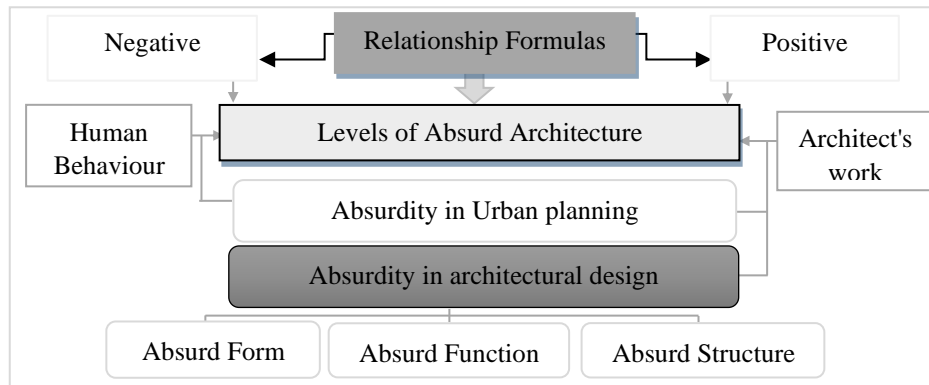 Negative
Relationship Formulas
Positive
Human
Behaviour
Levels of Absurd Architecture
Architect's
work
Absurdity in Urban planning
Absurdity in architectural design
Absurd Form
Absurd Function
Absurd Structure